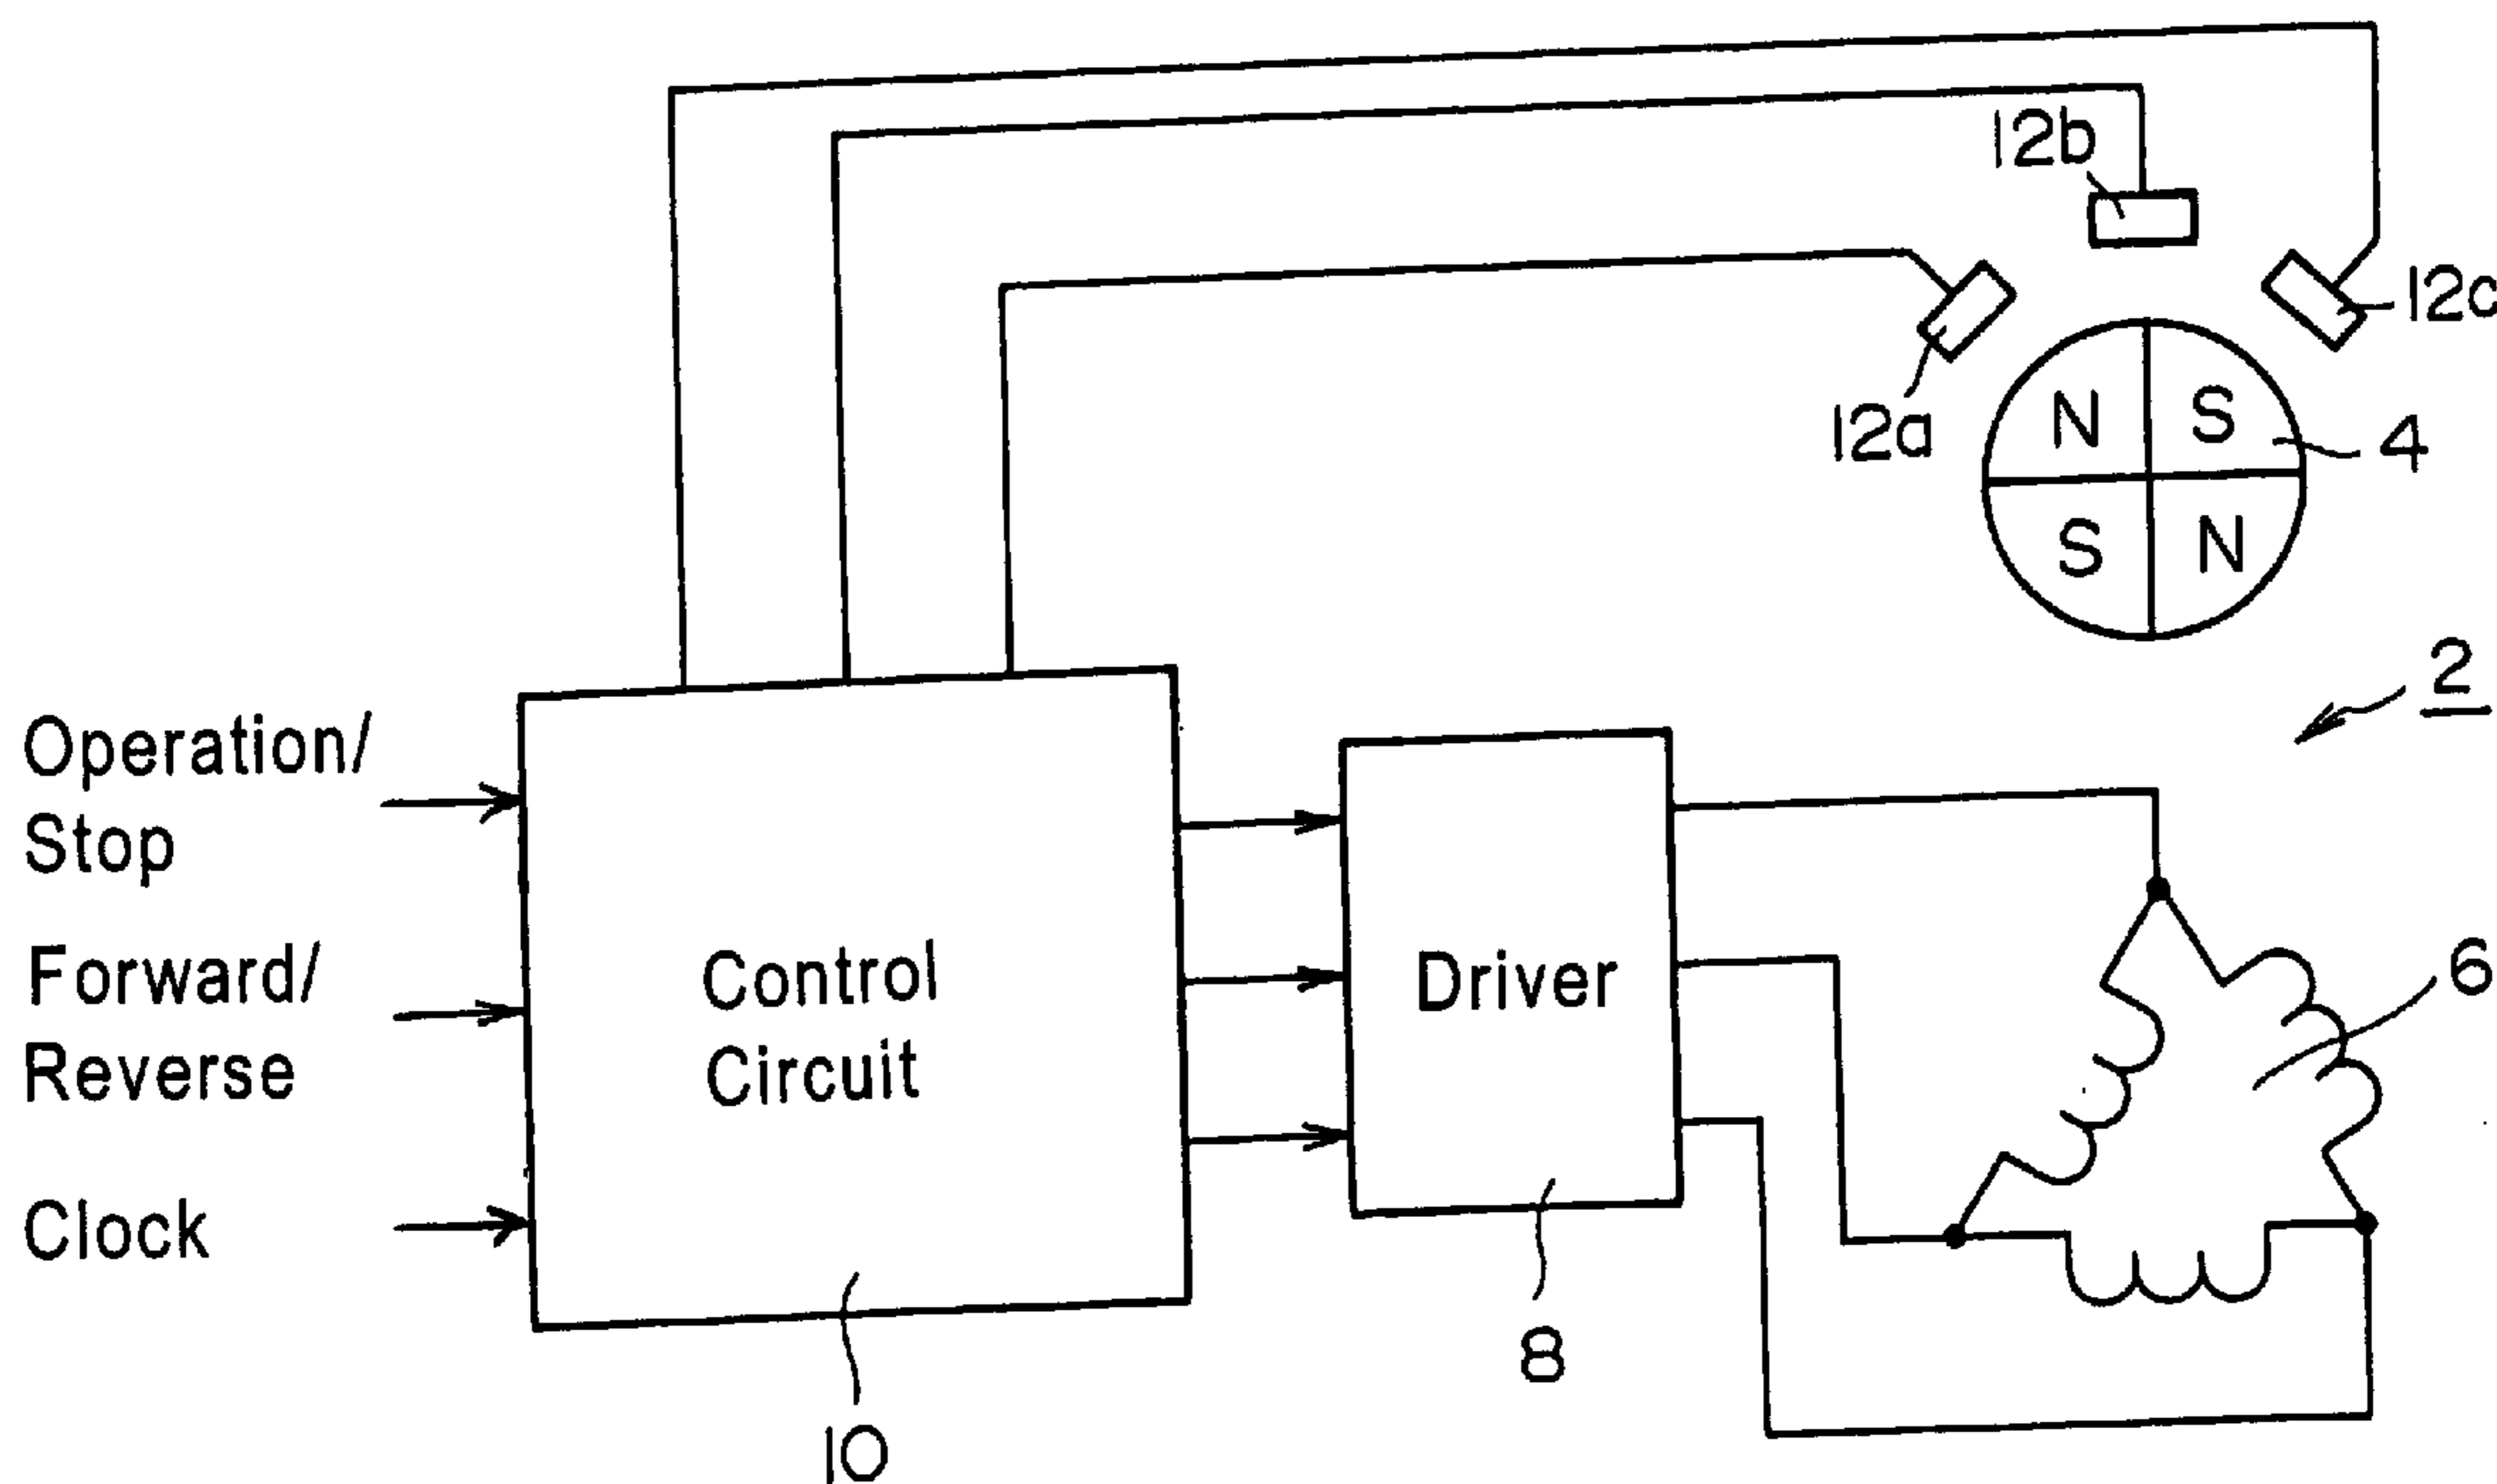 12b
12c
12a
N S
4
S N
2
Operation/
Stop
Forward/
Reverse
Clock
Control
Circuit
Driver
6
8
10